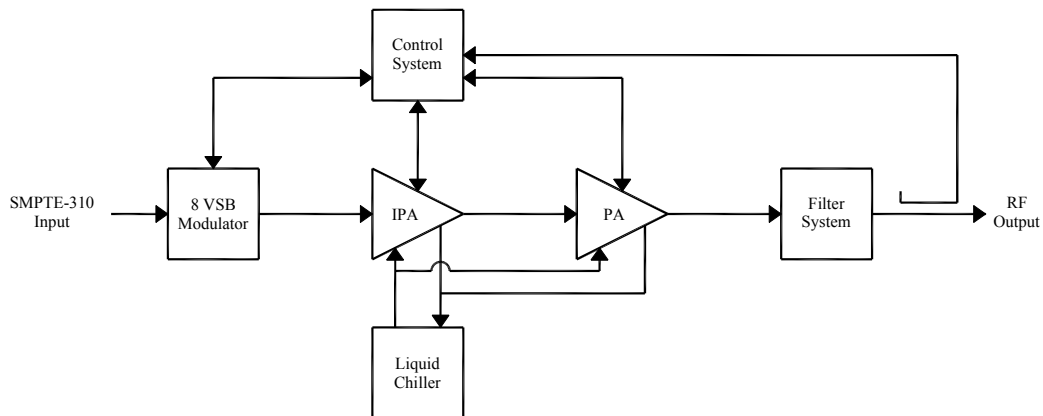 Control
System
SMPTE-310
Input
8 VSB
Modulator
IPA
PA
Filter
System
RF
Output
Liquid
Chiller